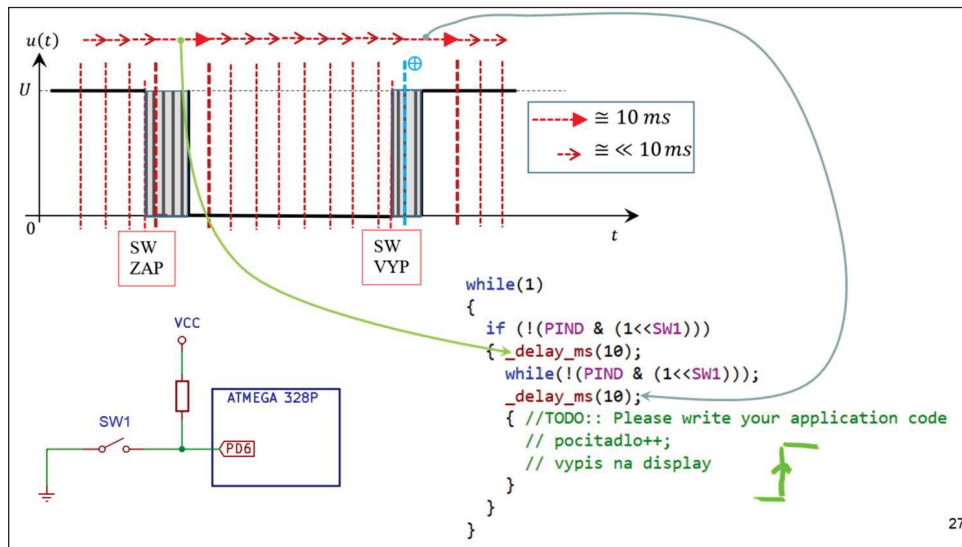 u(t)
U
0
t
≅ 10 ms
≅ ≪ 10 ms
SW
ZAP
SW
VYP
while(1)
{
if (!(PIND & (1<<SW1)))
{ _delay_ms(10);
while(!(PIND & (1<<SW1)));
_delay_ms(10);
{ //TODO:: Please write your application code
// pocitadlo++;
// vypis na display
}
}
}
VCC
SW1
ATMEGA 328P
PD6
27